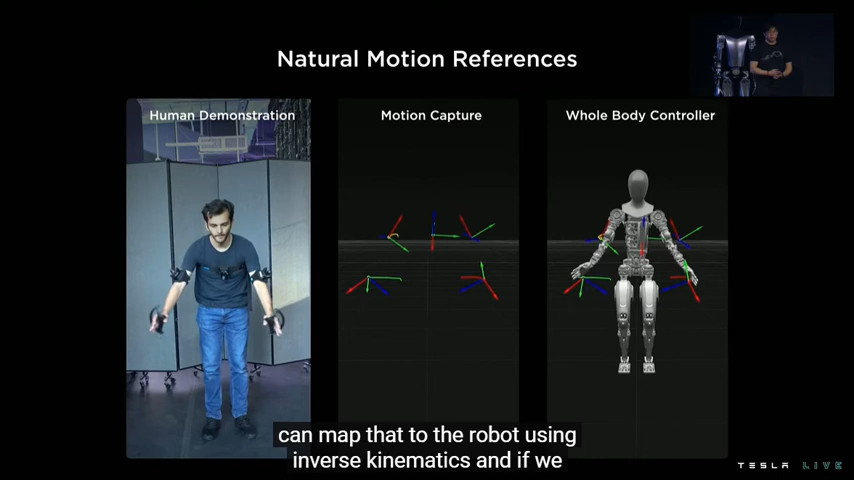 Natural Motion References
Human Demonstration
Motion Capture
Whole Body Controller
can map that to the robot using
inverse kinematics and if we
TESLA LIVE